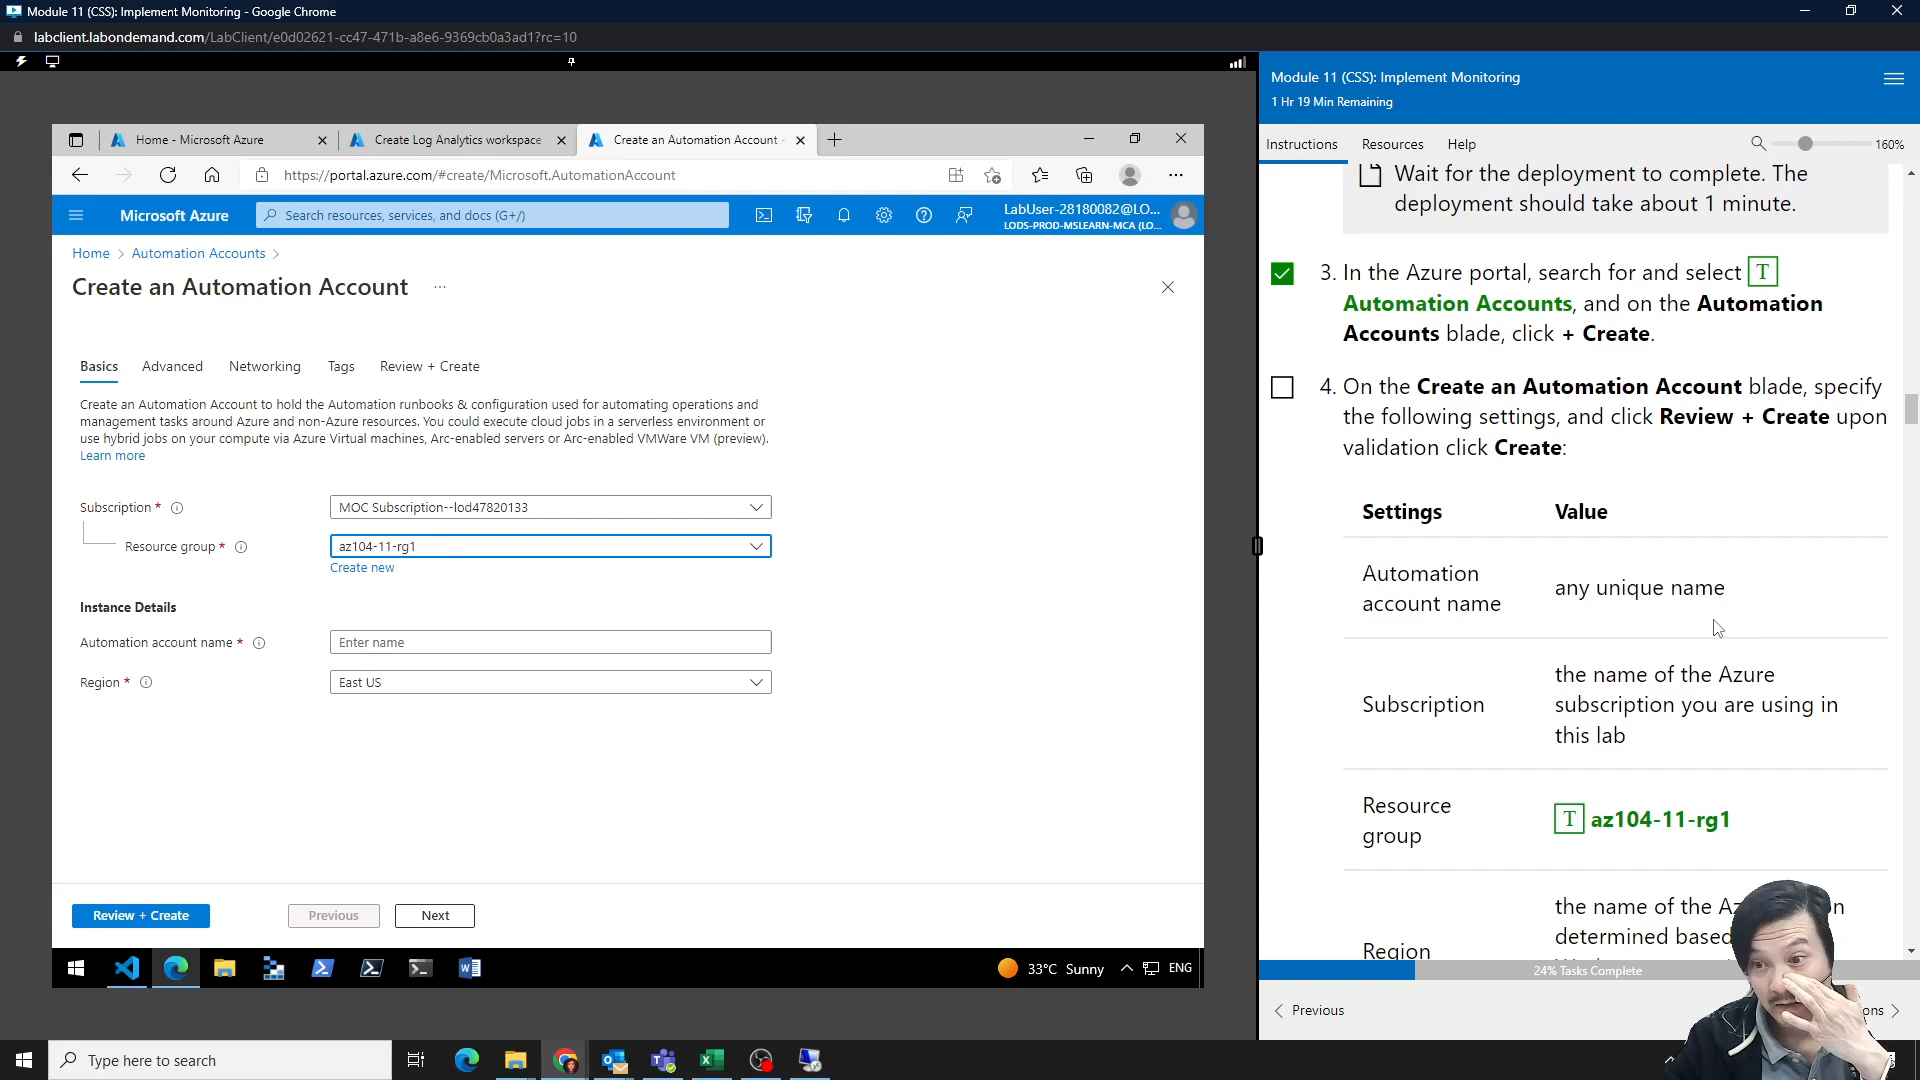 Module 11 (CSS): Implement Monitoring - Google Chrome
labclient.labondemand.com/LabClient/e0d02621-cc47-471b-a8e6-9369cb0a3ad1?rc=10
Home - Microsoft Azure
Create Log Analytics workspace
Create an Automation Account -
https://portal.azure.com/#create/Microsoft.AutomationAccount
Microsoft Azure
Search resources, services, and docs (G+/)
LabUser-28180082@LO...
LODS-PROD-MSLEARN-MCA (LO...
Home > Automation Accounts >
Create an Automation Account ...
Basics
Advanced
Networking
Tags
Review + Create
Create an Automation Account to hold the Automation runbooks & configuration used for automating operations and
management tasks around Azure and non-Azure resources. You could execute cloud jobs in a serverless environment or
use hybrid jobs on your compute via Azure Virtual machines, Arc-enabled servers or Arc-enabled VMWare VM (preview).
Learn more
Subscription *
MOC Subscription--lod47820133
Resource group *
az104-11-rg1
Create new
Instance Details
Automation account name *
Enter name
Region *
East US
Review + Create
Previous
Next
33°C Sunny
ENG
Module 11 (CSS): Implement Monitoring
1 Hr 19 Min Remaining
Instructions
Resources
Help
160%
Wait for the deployment to complete. The
deployment should take about 1 minute.
3. In the Azure portal, search for and select T
Automation Accounts, and on the Automation
Accounts blade, click + Create.
4. On the Create an Automation Account blade, specify
the following settings, and click Review + Create upon
validation click Create:
Settings
Value
Automation
account name
any unique name
Subscription
the name of the Azure
subscription you are using in
this lab
Resource
group
T az104-11-rg1
Region
the name of the
determined based
24% Tasks Complete
Previous
Type here to search